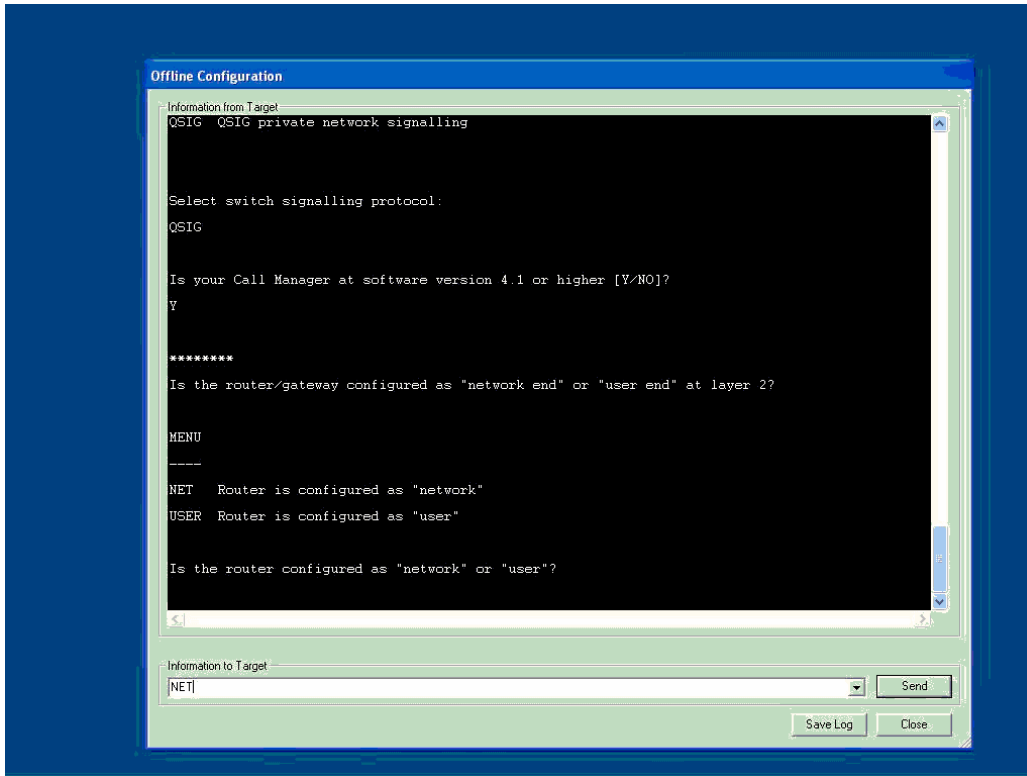 Offline Configuration
Information from Target
QSIG  QSIG private network signalling
Select switch signalling protocol:
QSIG
Is your Call Manager at software version 4.1 or higher [Y/NO]?
Y
********
Is the router/gateway configured as "network end" or "user end" at layer 2?
MENU
----
NET   Router is configured as "network"
USER  Router is configured as "user"
Is the router configured as "network" or "user"?
Information to Target
NET
Send
Save Log
Close